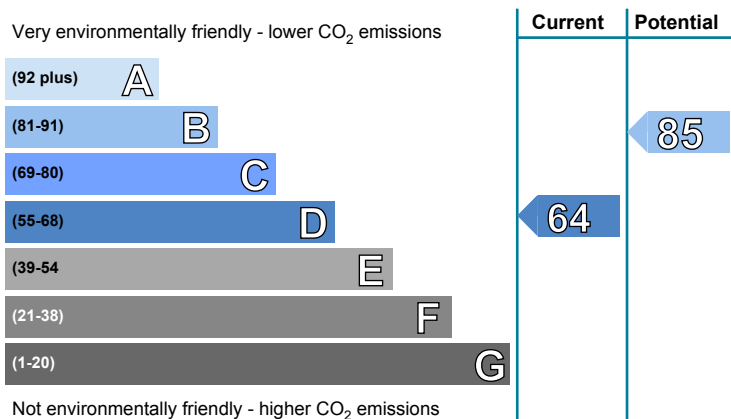 Very environmentally friendly - lower CO₂ emissions
Current
Potential
(92 plus) A
(81-91) B
85
(69-80) C
(55-68) D
64
(39-54 E
(21-38) F
(1-20) G
Not environmentally friendly - higher CO₂ emissions